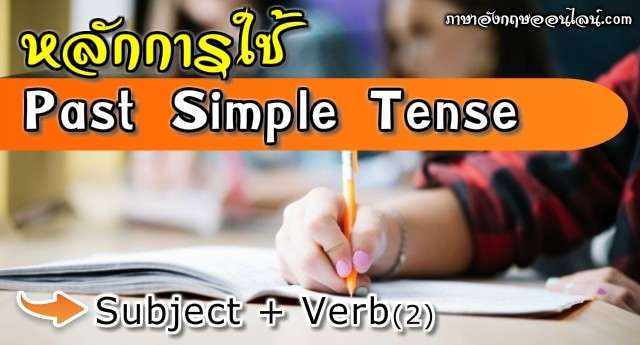 ภาษาอังกฤษออนไลน์.com
หลักการใช้
Past Simple Tense
Subject + Verb(2)